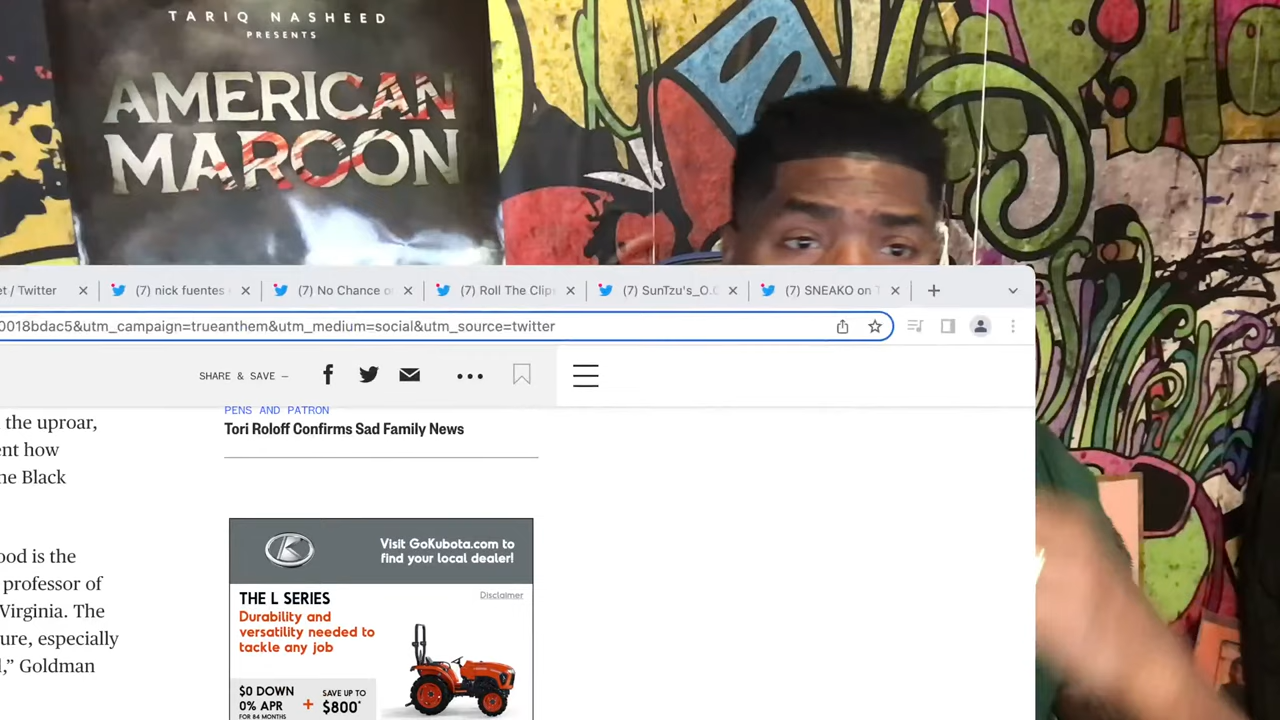 TARIQ NASHEED
PRESENTS
AMERICAN
MAROON
et / Twitter
(7) nick fuentes
(7) No Chance o
(7) Roll The Clip
(7) SunTzu's_O.
(7) SNEAKO on
0018bdac5&utm_campaign=trueanthem&utm_medium=social&utm_source=twitter
SHARE & SAVE —
the uproar,
ent how
he Black
ood is the
professor of
Virginia. The
ure, especially
," Goldman
PENS AND PATRON
Tori Roloff Confirms Sad Family News
Visit GoKubota.com to
find your local dealer!
THE L SERIES
Disclaimer
Durability and
versatility needed to
tackle any job
$0 DOWN
0% APR
FOR 84 MONTHS
+
SAVE UP TO
$800*